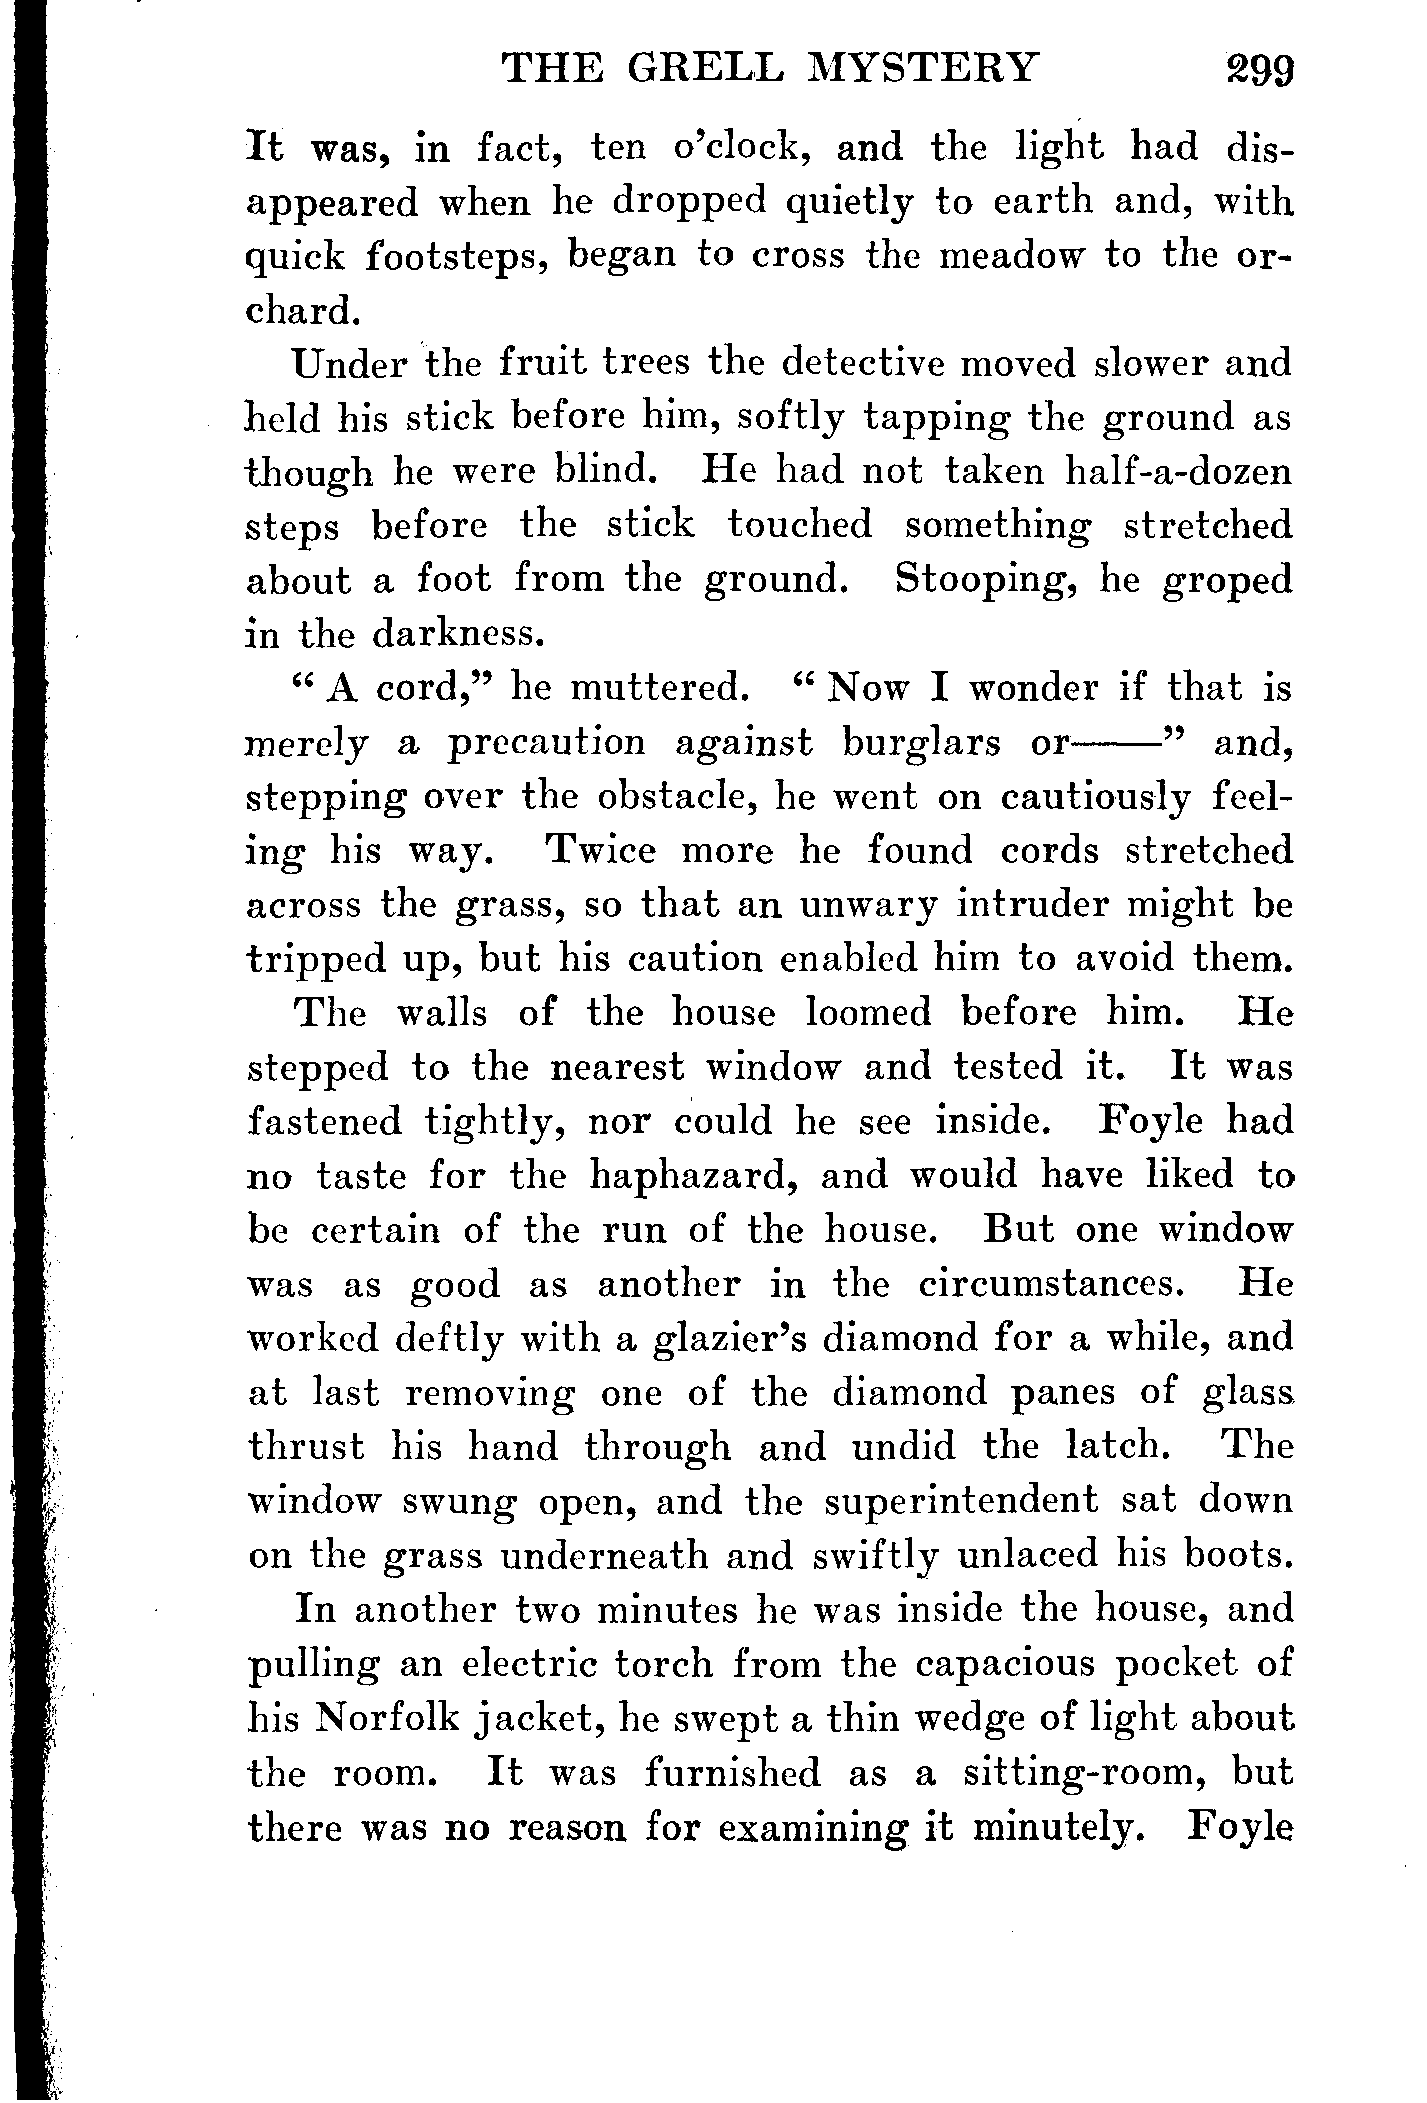 THE GRELL MYSTERY 299
It was, in fact, ten o'clock, and the light had dis-
appeared when he dropped quietly to earth and, with
quick footsteps, began to cross the meadow to the or-
chard.
Under the fruit trees the detective moved slower and
held his stick before him, softly tapping the ground as
though he were blind. He had not taken half-a-dozen
steps before the stick touched something stretched
about a foot from the ground. Stooping, he groped
in the darkness.
“ A cord,” he muttered. “ Now I wonder if that is
merely a precaution against burglars or——” and,
stepping over the obstacle, he went on cautiously feel-
ing his way. Twice more he found cords stretched
across the grass, so that an unwary intruder might be
tripped up, but his caution enabled him to avoid them.
The walls of the house loomed before him. He
stepped to the nearest window and tested it. It was
fastened tightly, nor could he see inside. Foyle had
no taste for the haphazard, and would have liked to
be certain of the run of the house. But one window
was as good as another in the circumstances. He
worked deftly with a glazier's diamond for a while, and
at last removing one of the diamond panes of glass
thrust his hand through and undid the latch. The
window swung open, and the superintendent sat down
on the grass underneath and swiftly unlaced his boots.
In another two minutes he was inside the house, and
pulling an electric torch from the capacious pocket of
his Norfolk jacket, he swept a thin wedge of light about
the room. It was furnished as a sitting-room, but
there was no reason for examining it minutely. Foyle